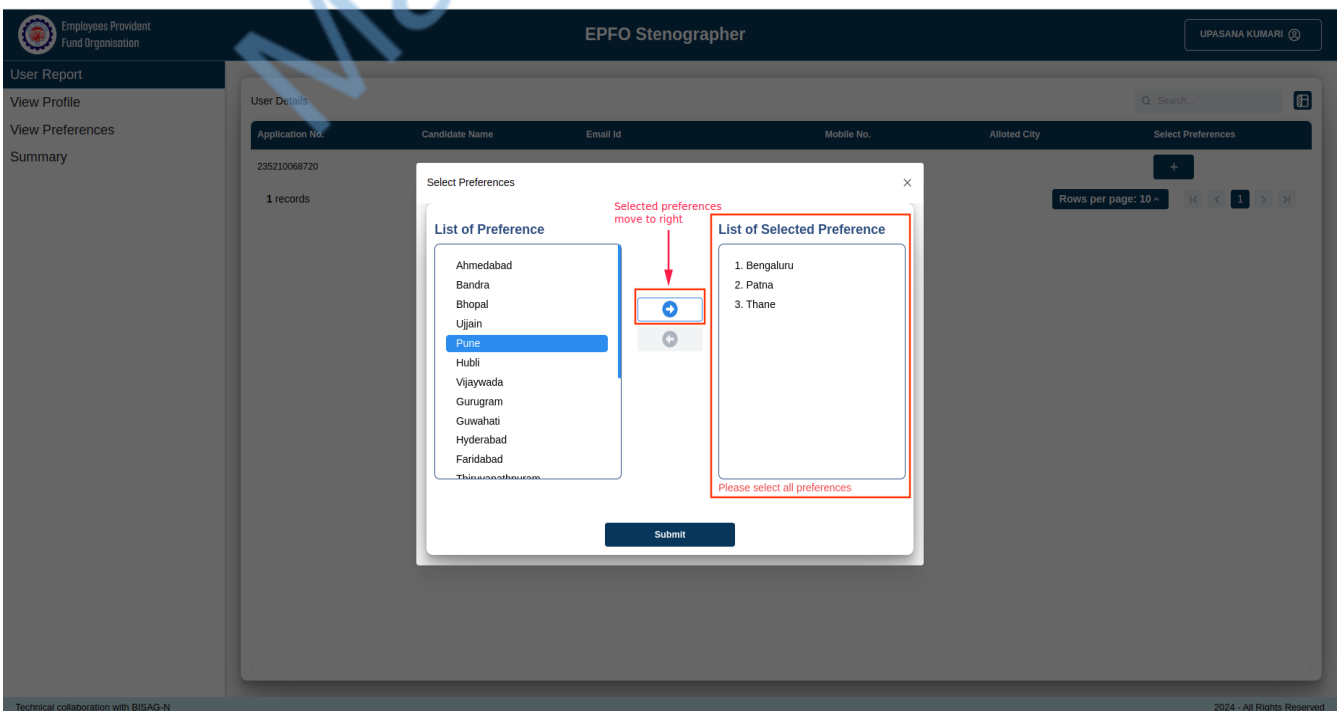 Employees Provident
Fund Organisation
EPFO Stenographer
UPASANA KUMARI
User Report
View Profile
View Preferences
Summary
User Details
Search...
Application No. Candidate Name Email Id Mobile No. Alloted City Select Preferences
235210068720
+
1 records
Rows per page: 10
1
Select Preferences
Selected preferences
move to right
List of Preference
Ahmedabad
Bandra
Bhopal
Ujjain
Pune
Hubli
Vijaywada
Gurugram
Guwahati
Hyderabad
Faridabad
Thiruvanathpuram
List of Selected Preference
1. Bengaluru
2. Patna
3. Thane
Please select all preferences
Submit
Technical collaboration with BISAG-N
2024 - All Rights Reserved